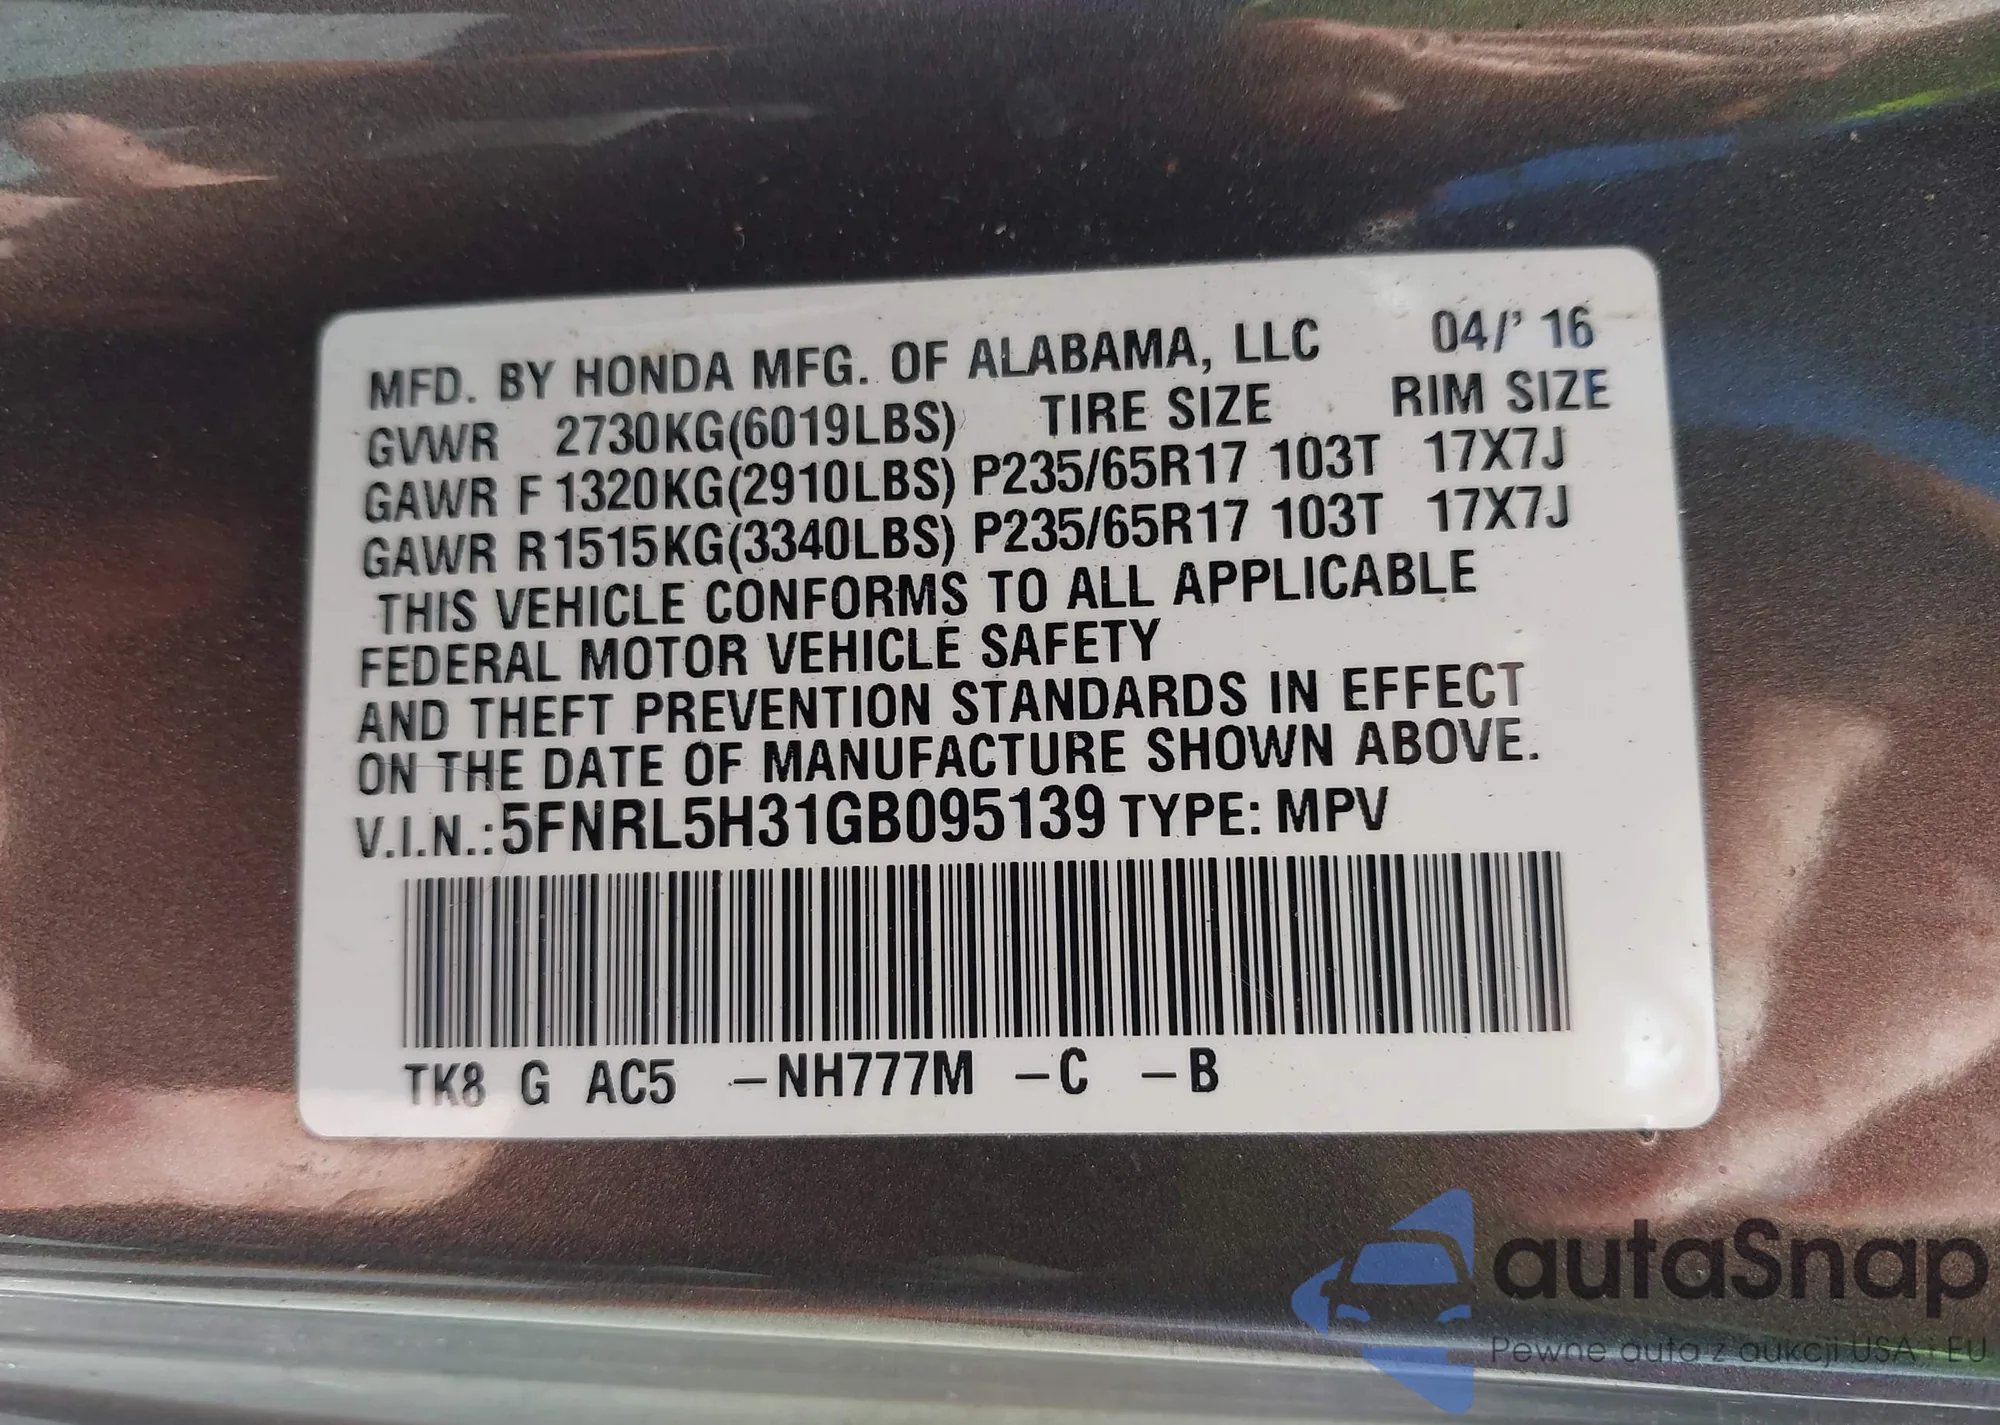 MFD. BY HONDA MFG. OF ALABAMA, LLC 04/' 16
GVWR 2730KG(6019LBS) TIRE SIZE RIM SIZE
GAWR F 1320KG(2910LBS) P235/65R17 103T 17X7J
GAWR R 1515KG(3340LBS) P235/65R17 103T 17X7J
THIS VEHICLE CONFORMS TO ALL APPLICABLE
FEDERAL MOTOR VEHICLE SAFETY
AND THEFT PREVENTION STANDARDS IN EFFECT
ON THE DATE OF MANUFACTURE SHOWN ABOVE.
V.I.N.: 5FNRL5H31GB095139 TYPE: MPV
TK8 G AC5 –NH777M –C –B
autaSnap
Pewne auta z aukcji USA i EU